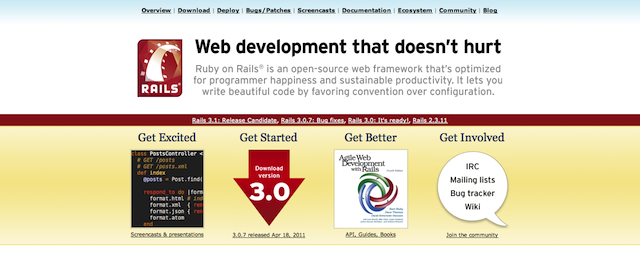 Overview | Download | Deploy | Bugs/Patches | Screencasts | Documentation | Ecosystem | Community | Blog
RAILS
Web development that doesn't hurt
Ruby on Rails® is an open-source web framework that's optimized
for programmer happiness and sustainable productivity. It lets you
write beautiful code by favoring convention over configuration.
Rails 3.1: Release Candidate, Rails 3.0.7: Bug fixes, Rails 3.0: It's ready!, Rails 2.3.11
Get Excited
class PostsController <
# GET /posts
# GET /posts.xml
def index
@posts = Post.find(
respond_to do |form
format.html # ind
format.xml {
format.json {
format.atom
end
Screencasts & presentations
Get Started
Download
version
3.0
3.0.7 released Apr 18, 2011
Get Better
Agile Web
Development
with Rails
API, Guides, Books
Get Involved
IRC
Mailing lists
Bug tracker
Wiki
Join the community